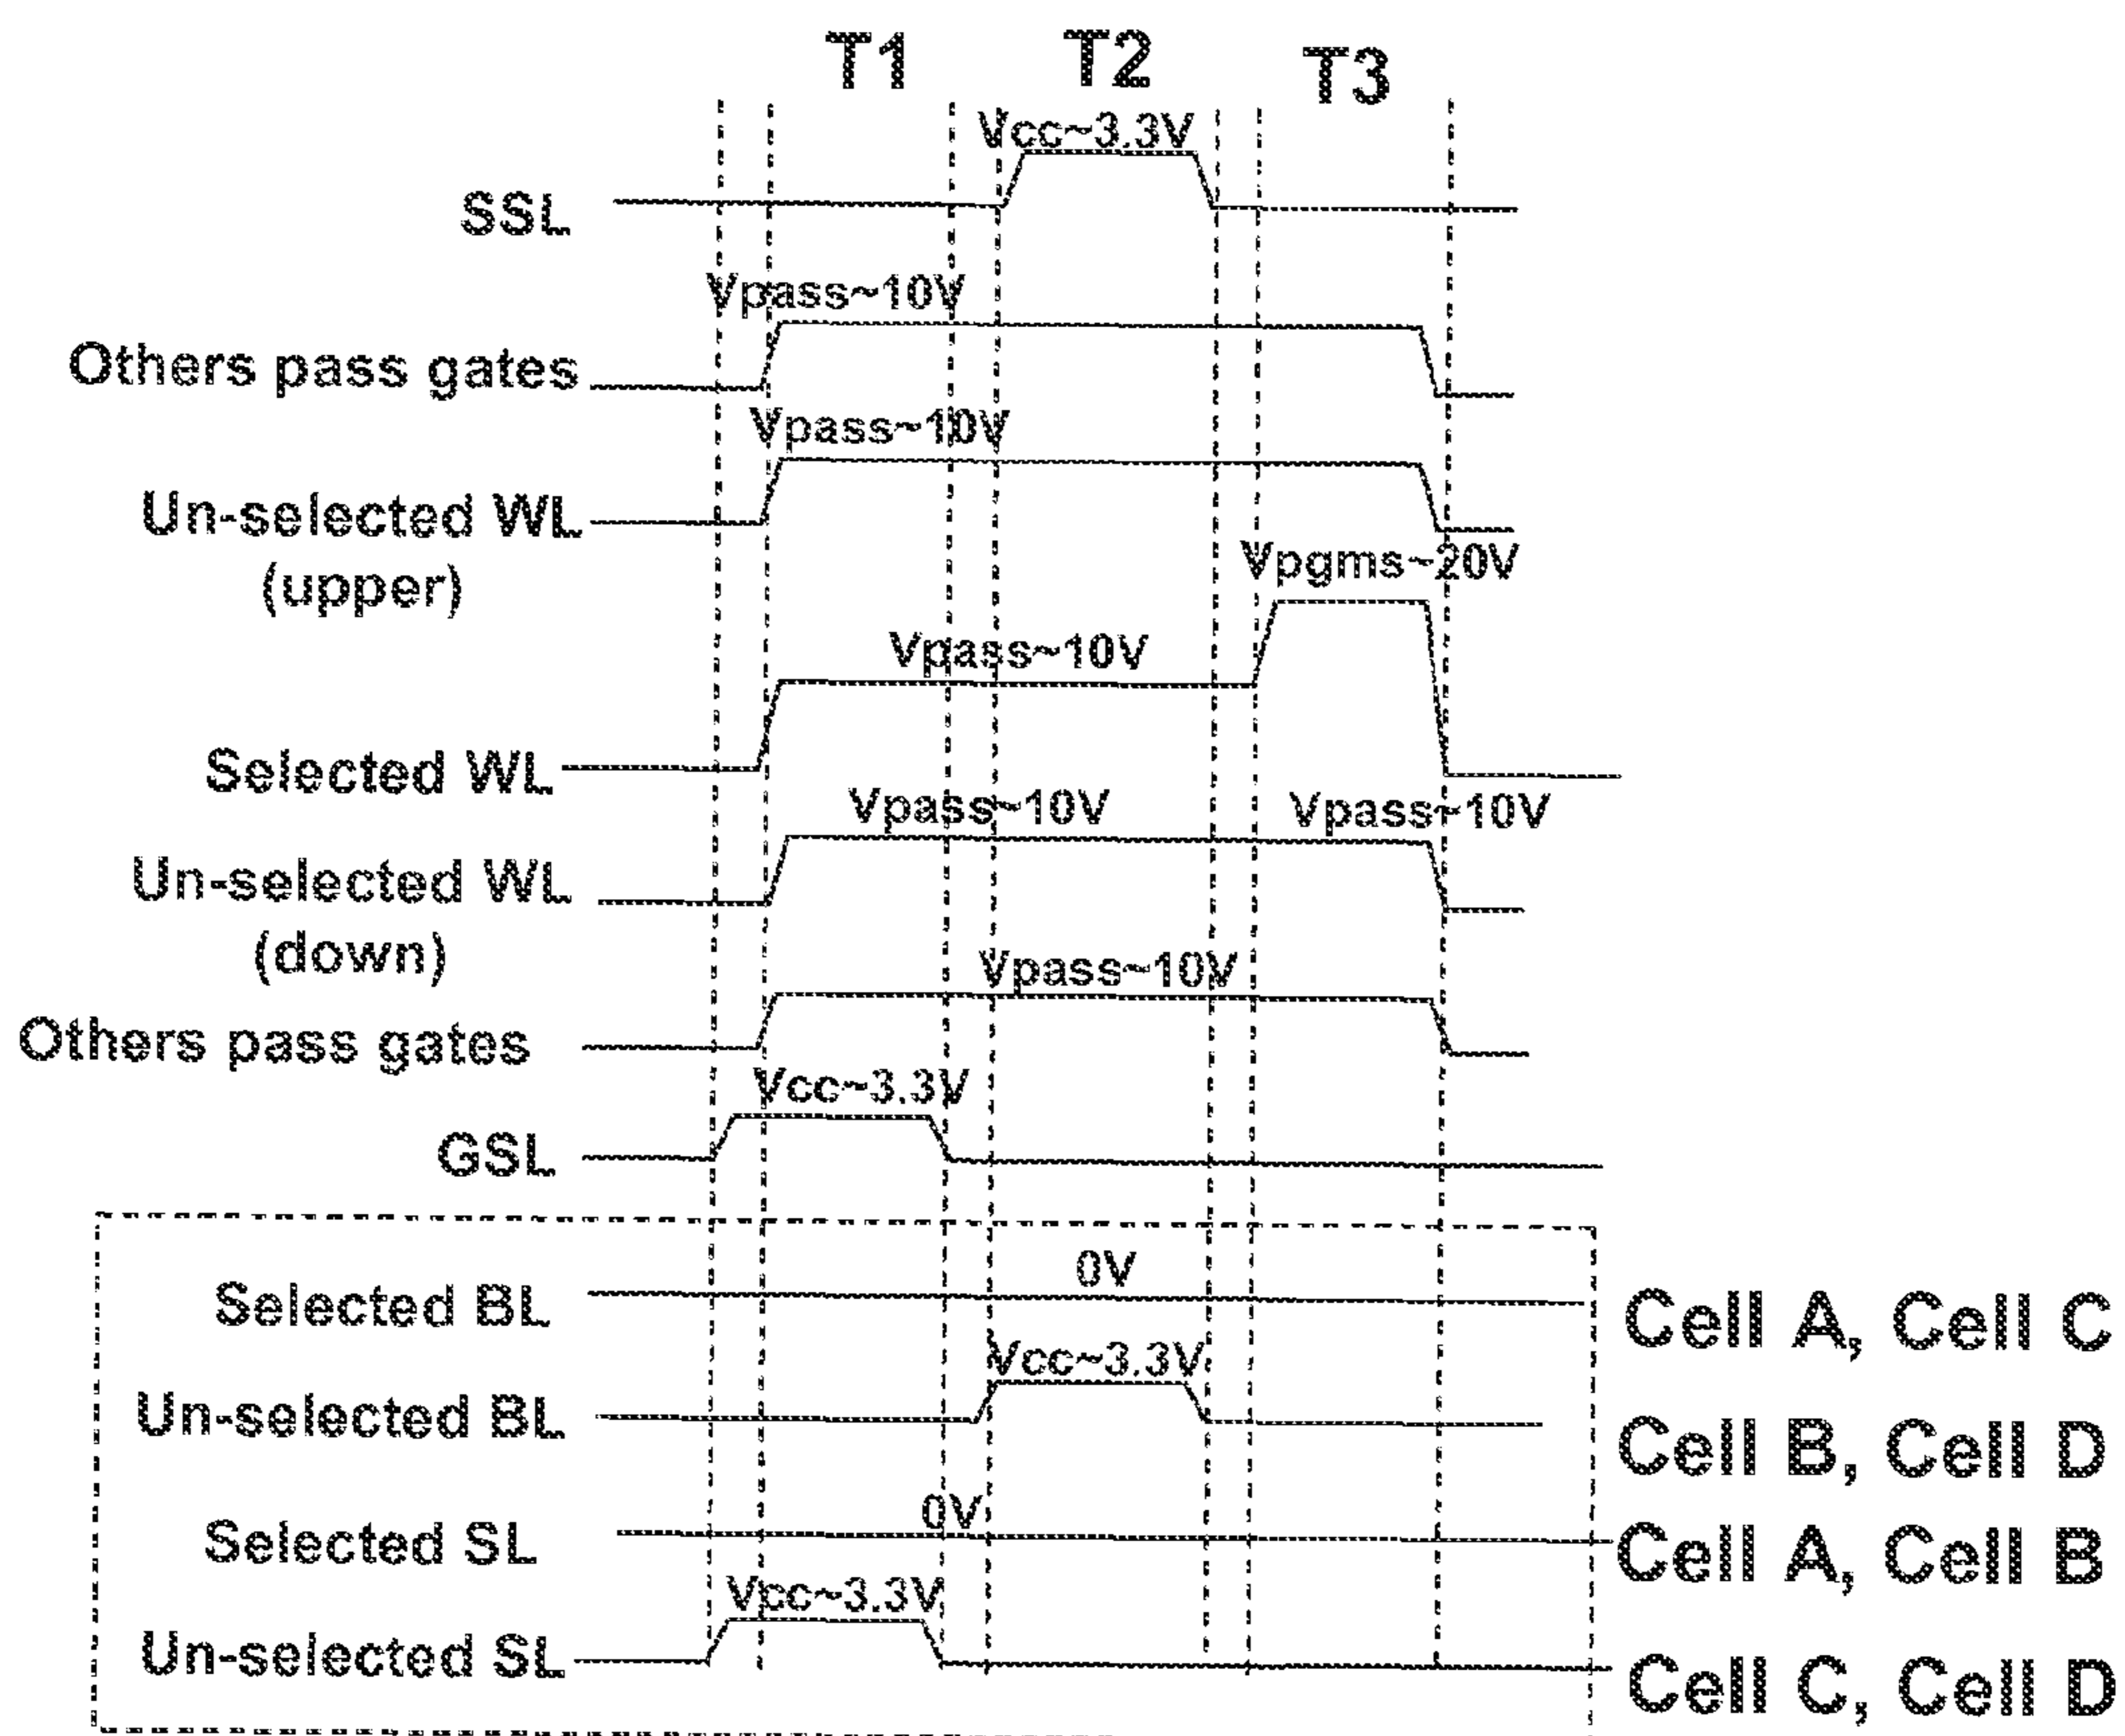 T1 T2 T3
Vcc~3.3V
SSL
Vpass~10V
Others pass gates
Vpass~10V
Un-selected WL
(upper)
Vpgms~20V
Vpass~10V
Selected WL
Vpass~10V Vpass~10V
Un-selected WL
(down)
Vpass~10V
Others pass gates
Vcc~3.3V
GSL
0V
Selected BL Cell A, Cell C
Vcc~3.3V
Un-selected BL Cell B, Cell D
0V
Selected SL Cell A, Cell B
Vcc~3.3V
Un-selected SL Cell C, Cell D